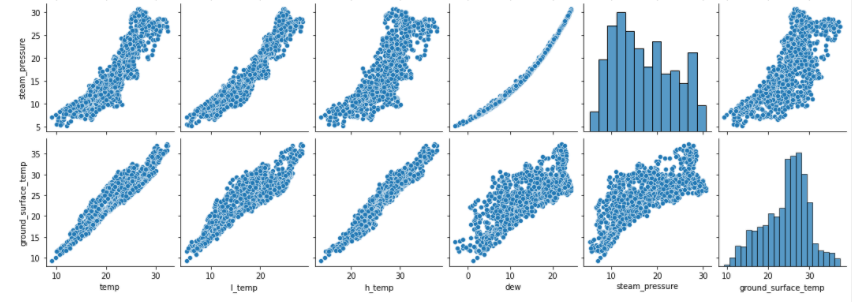 steam_pressure
30
25
20
15
10
5
ground_surface_temp
35
30
25
20
15
10
10 20 30
temp
10 20
l_temp
20 30
h_temp
0 10 20
dew
10 20 30
steam_pressure
10 20 30
ground_surface_temp